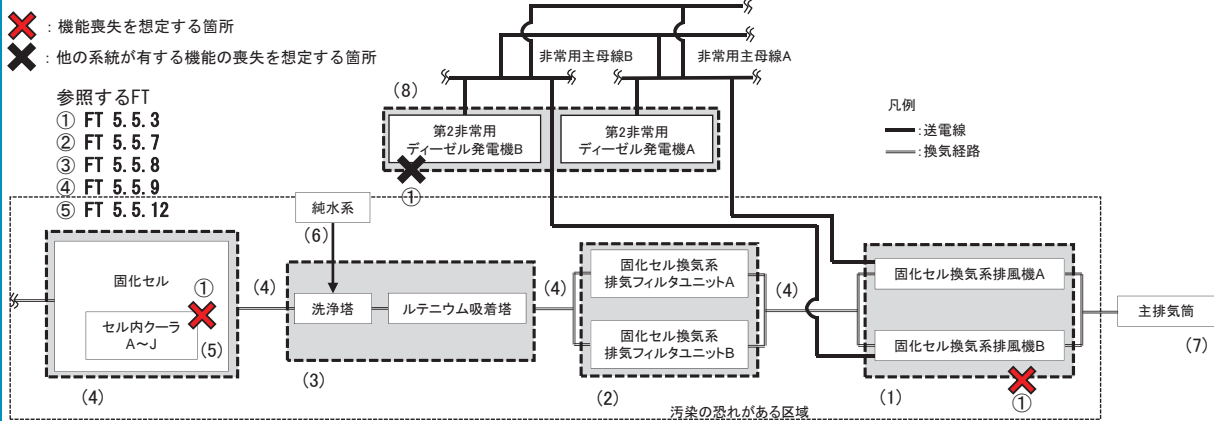 ：機能喪失を想定する箇所
：他の系統が有する機能の喪失を想定する箇所
参照するFT
① FT 5.5.3
② FT 5.5.7
③ FT 5.5.8
④ FT 5.5.9
⑤ FT 5.5.12
非常用主母線B
非常用主母線A
(8)
第2非常用
ディーゼル発電機B
第2非常用
ディーゼル発電機A
①
凡例
：送電線
：換気経路
純水系
(6)
固化セル
①
セル内クーラ
A～J
(5)
(4)
(4)
洗浄塔
ルテニウム吸着塔
(3)
(4)
固化セル換気系
排気フィルタユニットA
固化セル換気系
排気フィルタユニットB
(2)
(4)
固化セル換気系排風機A
固化セル換気系排風機B
(1)
①
主排気筒
(7)
汚染の恐れがある区域